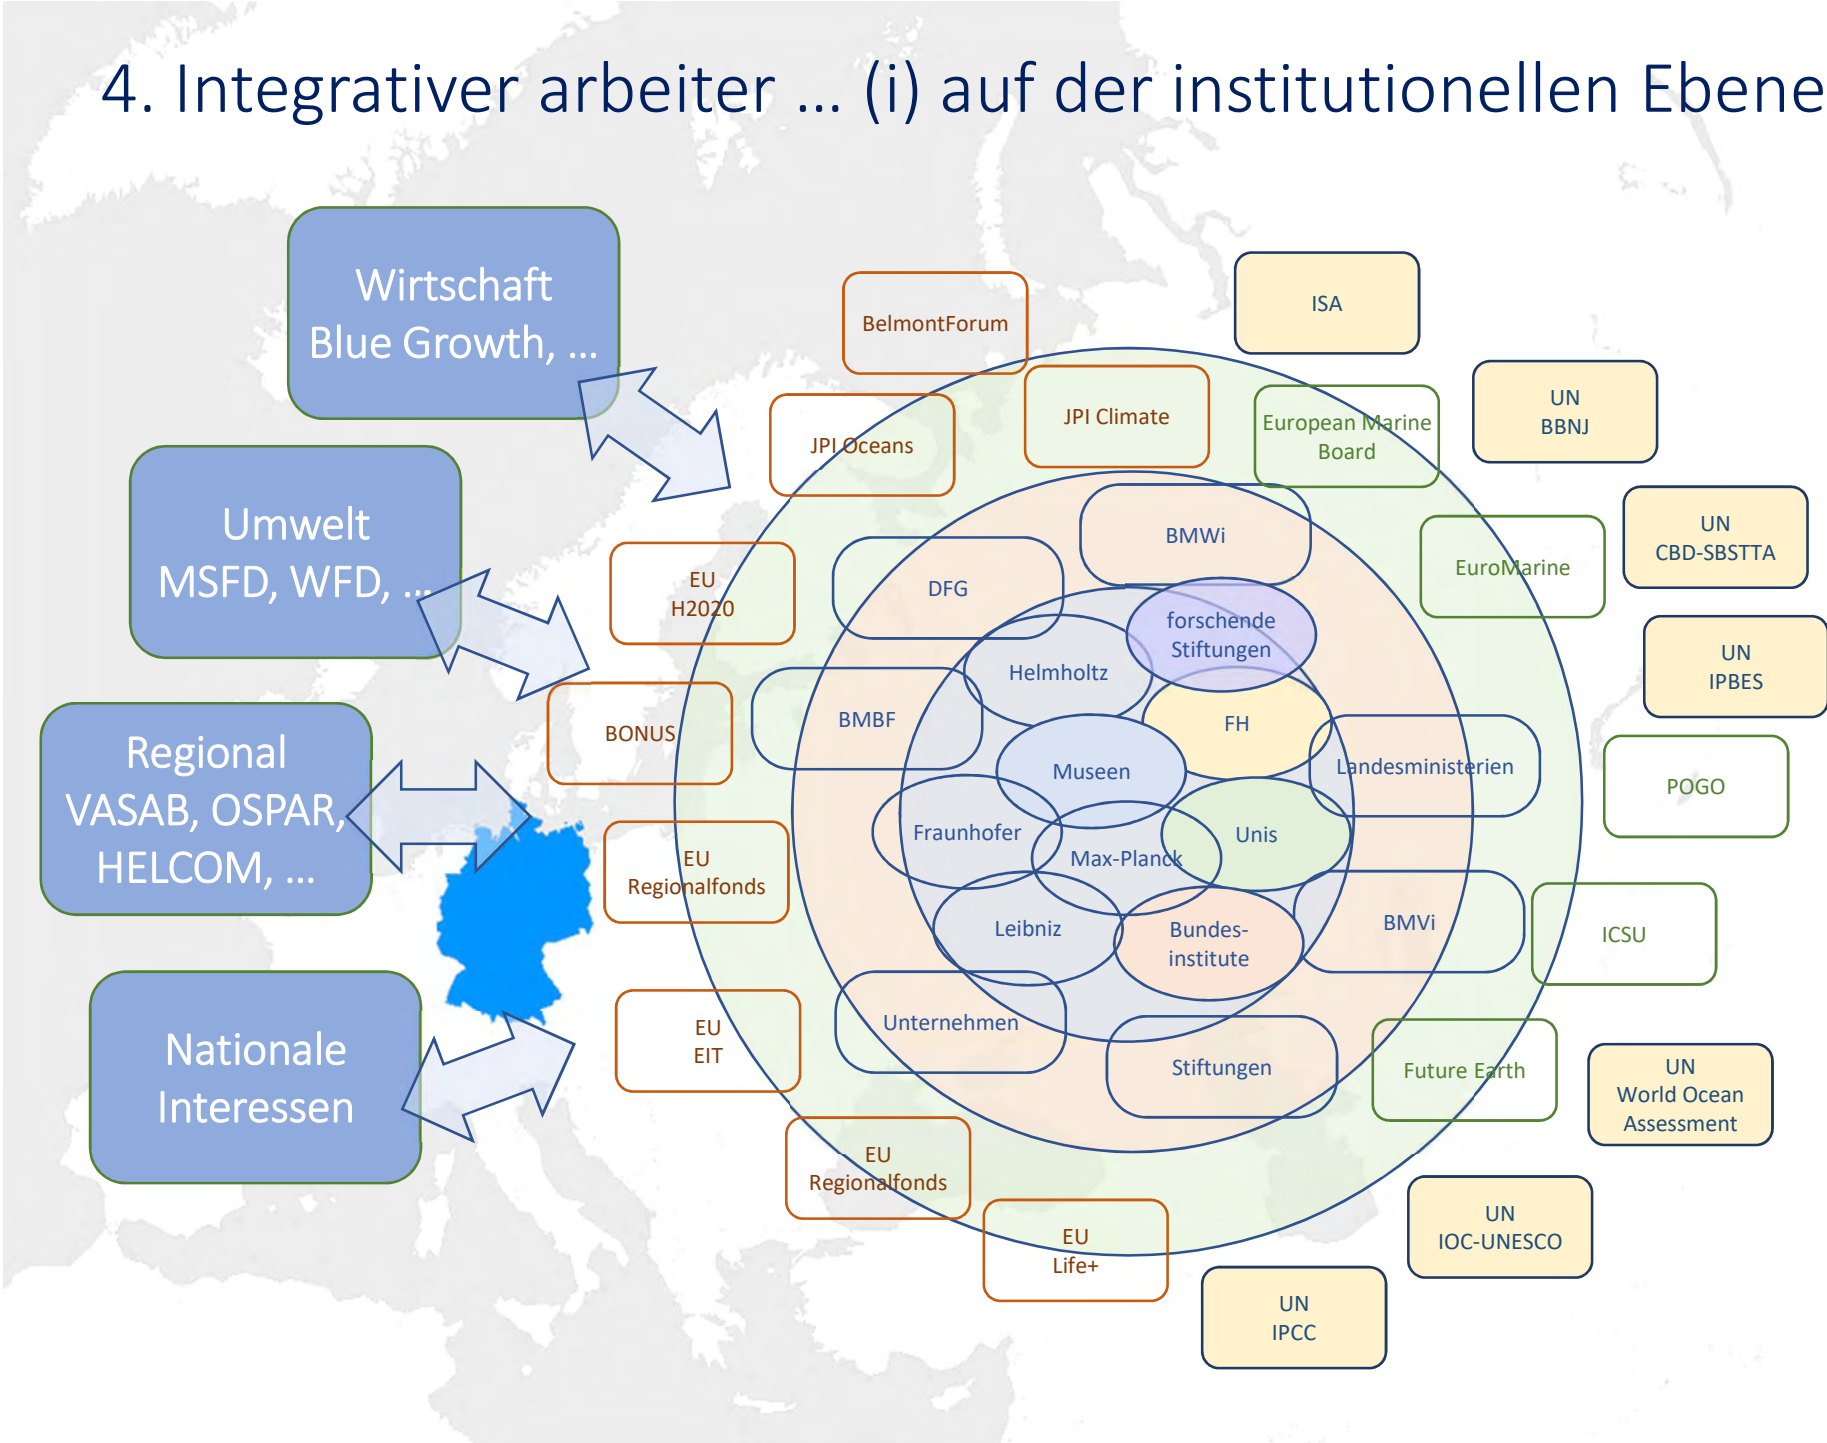 4. Integrativer arbeiter ... (i) auf der institutionellen Ebene
Wirtschaft
Blue Growth, ...
Umwelt
MSFD, WFD, ...
Regional
VASAB, OSPAR,
HELCOM, ...
Nationale
Interessen
BelmontForum
JPI Oceans
JPI Climate
EU
H2020
BONUS
EU
Regionalfonds
EU
EIT
EU
Regionalfonds
EU
Life+
European Marine
Board
EuroMarine
POGO
ICSU
Future Earth
ISA
UN
BBNJ
UN
CBD-SBSTTA
UN
IPBES
UN
World Ocean
Assessment
UN
IOC-UNESCO
UN
IPCC
BMWi
DFG
BMBF
Landesministerien
BMVi
Unternehmen
Stiftungen
forschende
Stiftungen
Helmholtz
FH
Museen
Fraunhofer
Max-Planck
Unis
Leibniz
Bundes-
institute